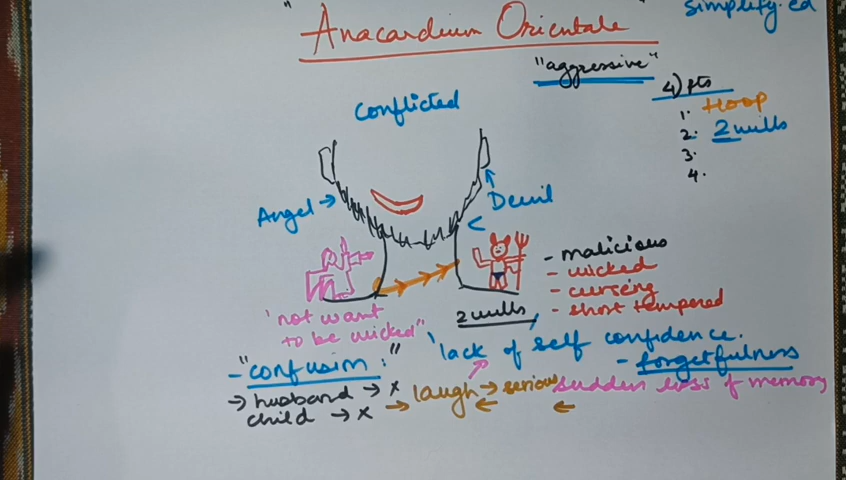 " Anacardium Orientale "
Simplify.ed
"aggressive"
4) pts
1. Hoop
2. 2 wills
3.
4.
Conflicted
Angel →
Devil
'not want
to be wicked"
2 wills
- malicious
- wicked
- cursing
- short tempered
'lack of self confidence.
- "confusion :"
- forgetfulness
→ husband → x
child → x
→ laugh → serious
sudden loss of memory